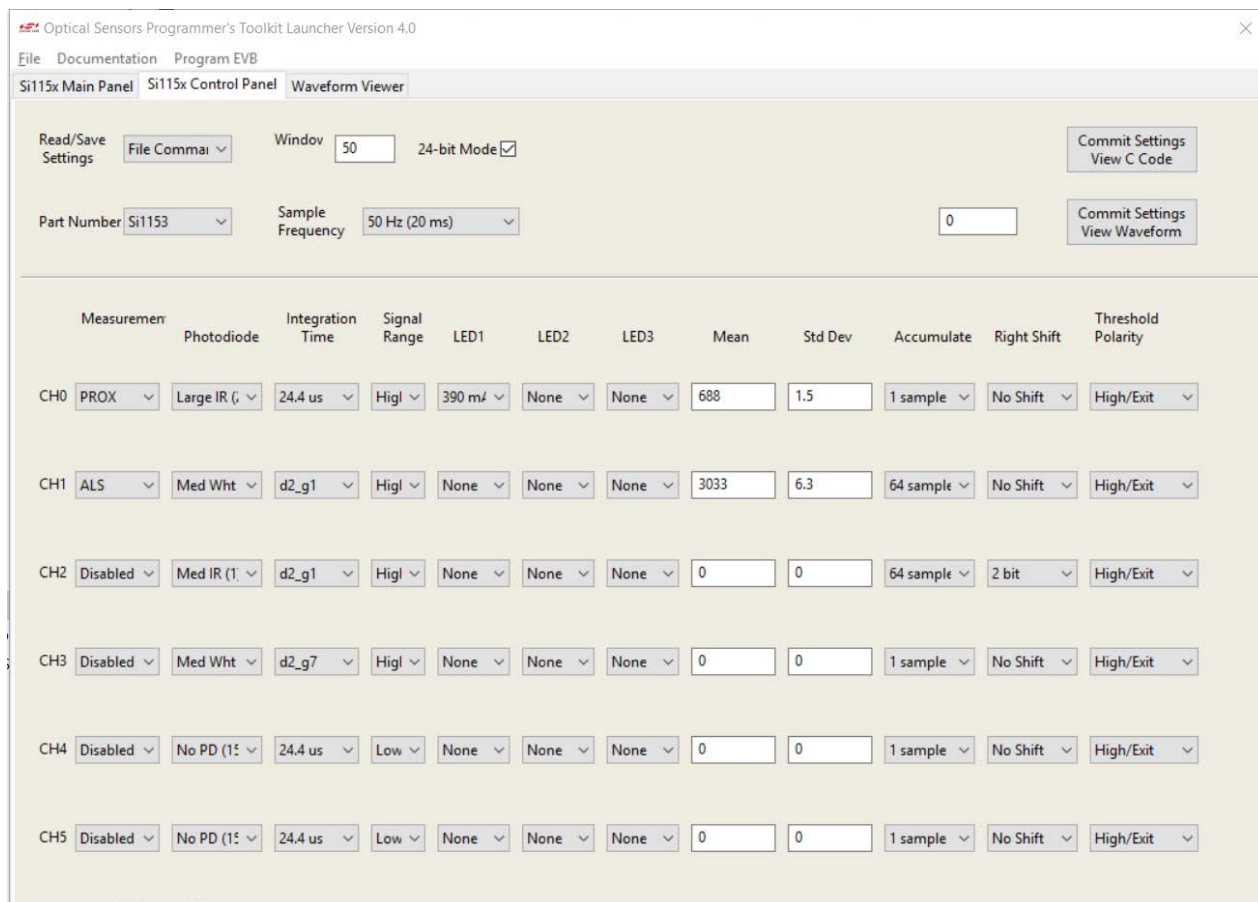 Optical Sensors Programmer's Toolkit Launcher Version 4.0
File Documentation Program EVB
Si115x Main Panel Si115x Control Panel Waveform Viewer
Read/Save Settings File Commai Windov 50 24-bit Mode Commit Settings View C Code
Part Number Si1153 Sample Frequency 50 Hz (20 ms) 0 Commit Settings View Waveform
Measuremen Photodiode Integration Time Signal Range LED1 LED2 LED3 Mean Std Dev Accumulate Right Shift Threshold Polarity
CH0 PROX Large IR (2 24.4 us Higl 390 mA None None 688 1.5 1 sample No Shift High/Exit
CH1 ALS Med Wht d2_g1 Higl None None None 3033 6.3 64 sample No Shift High/Exit
CH2 Disabled Med IR (1) d2_g1 Higl None None None 0 0 64 sample 2 bit High/Exit
CH3 Disabled Med Wht d2_g7 Higl None None None 0 0 1 sample No Shift High/Exit
CH4 Disabled No PD (15 24.4 us Low None None None 0 0 1 sample No Shift High/Exit
CH5 Disabled No PD (15 24.4 us Low None None None 0 0 1 sample No Shift High/Exit